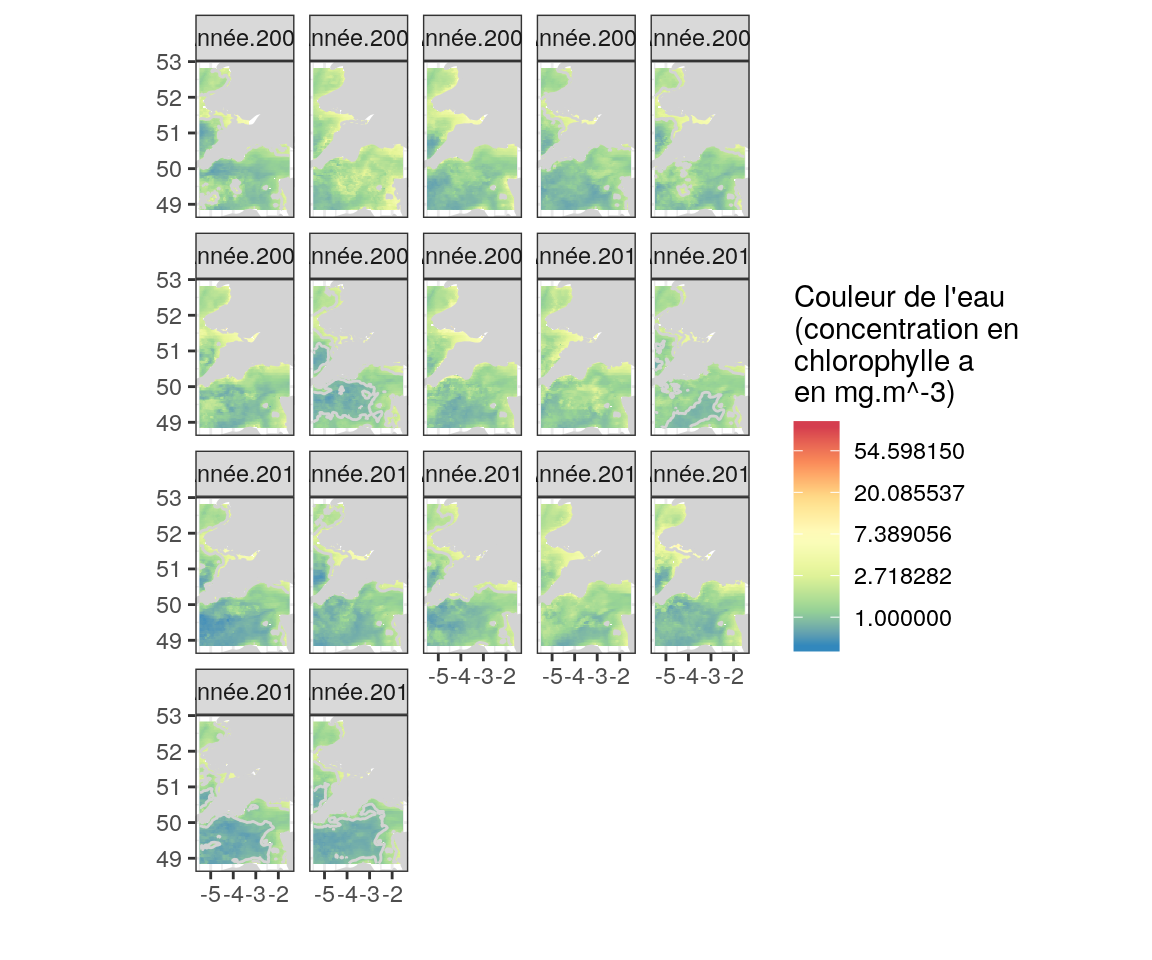 nnée.200 nnée.200 nnée.200 nnée.200 nnée.200
53
52
51
50
49
nnée.200 nnée.200 nnée.200 nnée.201 nnée.201
53
52
51
50
49
Couleur de l'eau
(concentration en
chlorophylle a
en mg.m^-3)
54.598150
20.085537
7.389056
2.718282
1.000000
nnée.201 nnée.201 nnée.201 nnée.201 nnée.201
53
52
51
50
49
-5 -4 -3 -2 -5 -4 -3 -2 -5 -4 -3 -2
nnée.201 nnée.201
53
52
51
50
49
-5 -4 -3 -2 -5 -4 -3 -2